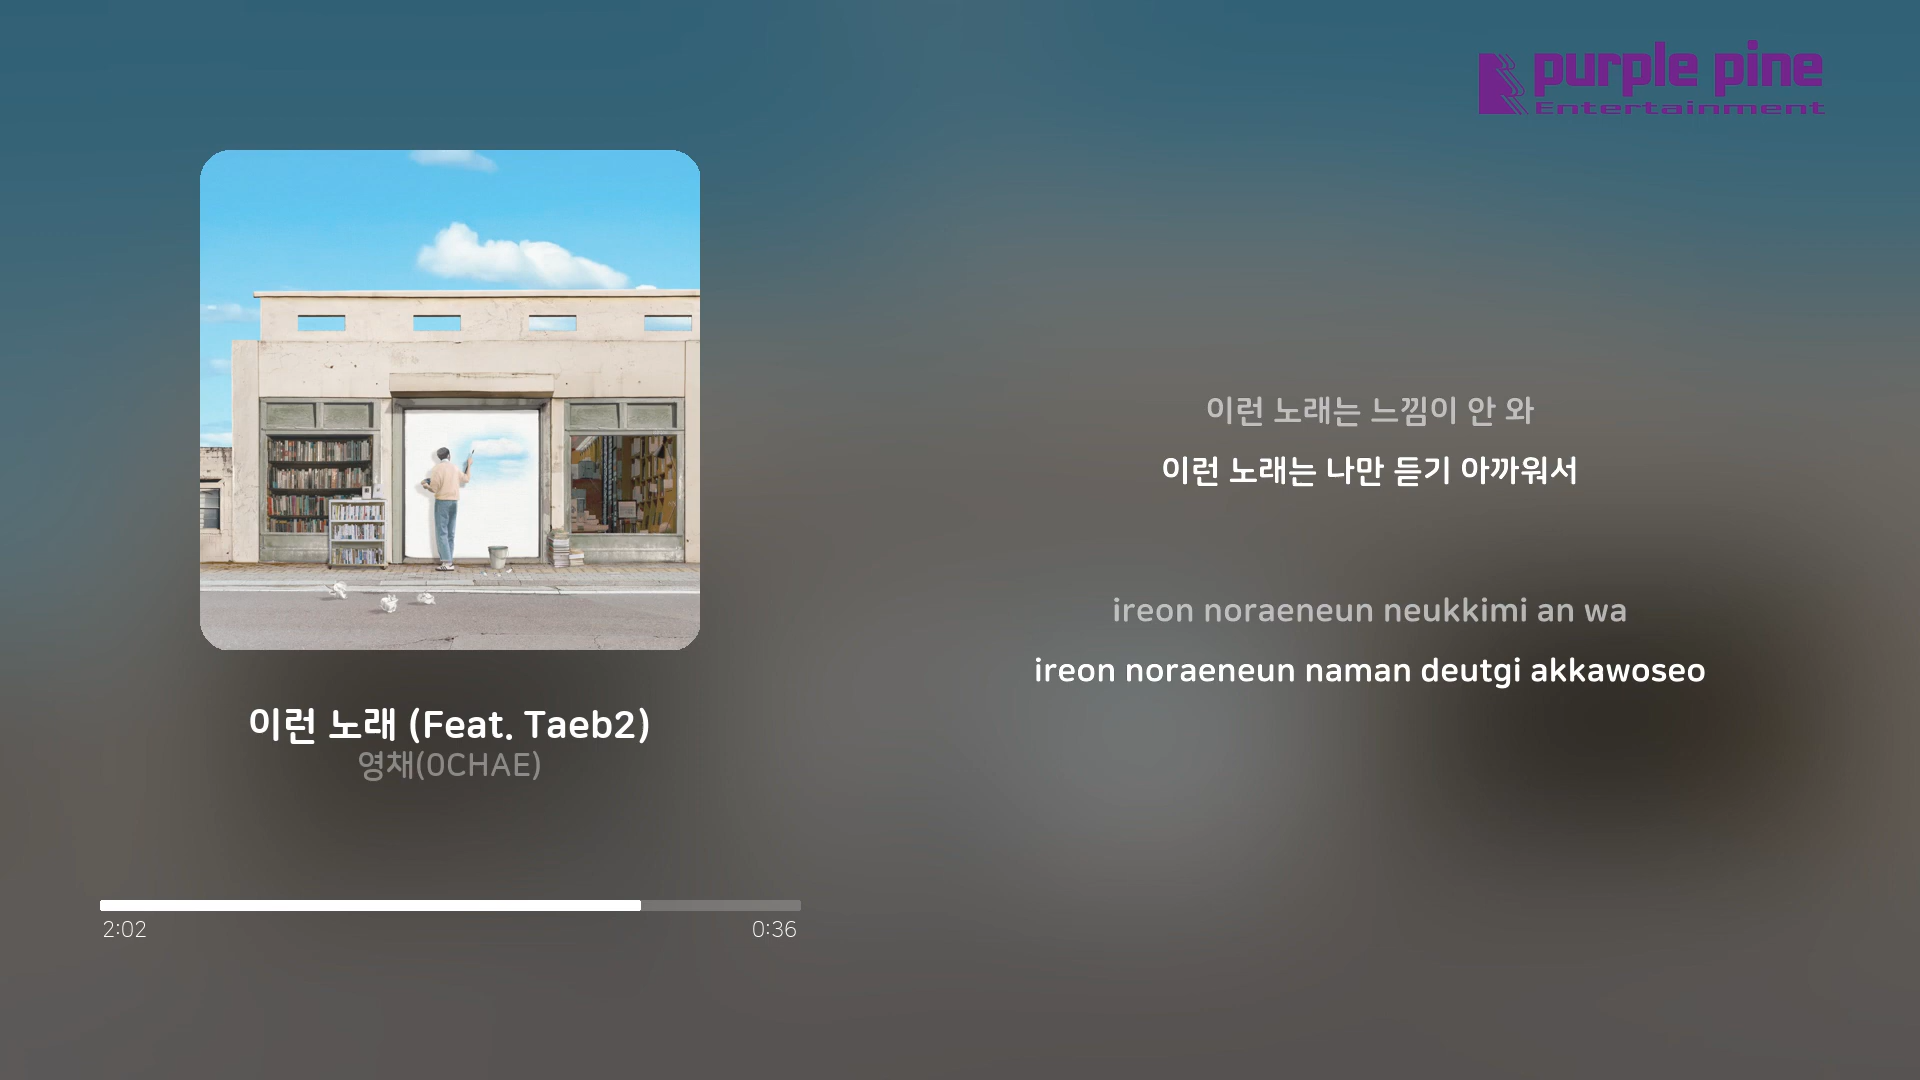 purple pine
Entertainment
이런 노래는 느낌이 안 와
이런 노래는 나만 듣기 아까워서
ireon noraeneun neukkimi an wa
ireon noraeneun naman deutgi akkawoseo
이런 노래 (Feat. Taeb2)
영채(0CHAE)
2:02
0:36